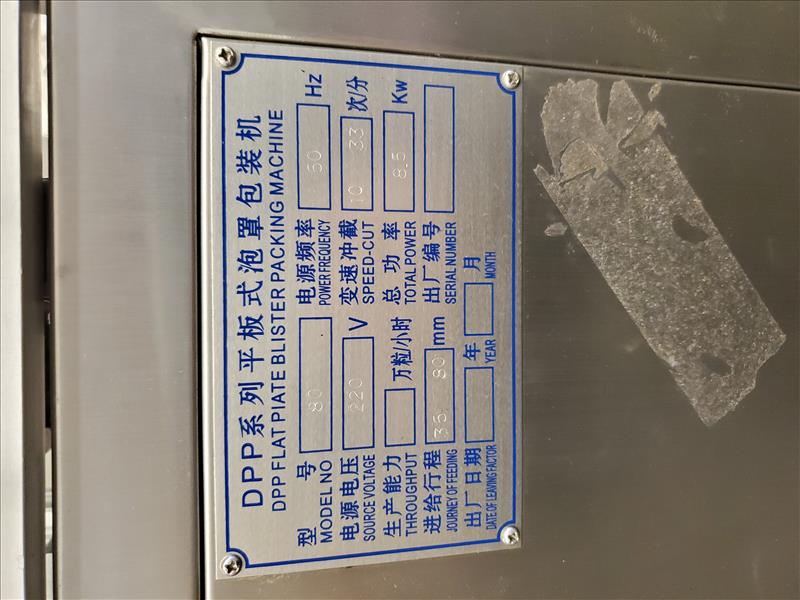 DPP系列平板式泡罩包装机
DPP FLAT PIATE BLISTER PACKING MACHINE
型 号 80 电源频率 50 Hz
MODEL NO POWER FREQUENCY
电源电压 220 V 变速冲截 10 33 次/分
SOURCE VOLTAGE SPEED-CUT
生产能力 万粒/小时 总功率 8.5 Kw
THROUGHPUT TOTAL POWER
进给行程 35 80 mm 出厂编号
JOURNEY OF FEEDING SERIAL NUMBER
出厂日期 年 月
DATE OF LEAVING FACTOR YEAR MONTH